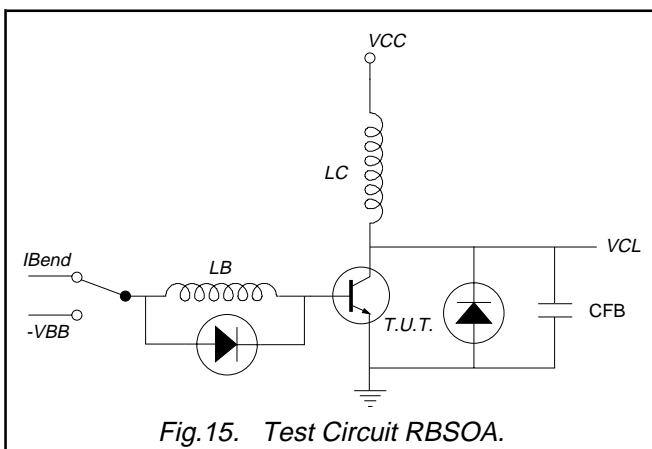 VCC
LC
VCL
IBend
LB
-VBB
T.U.T.
CFB
Fig.15. Test Circuit RBSOA.